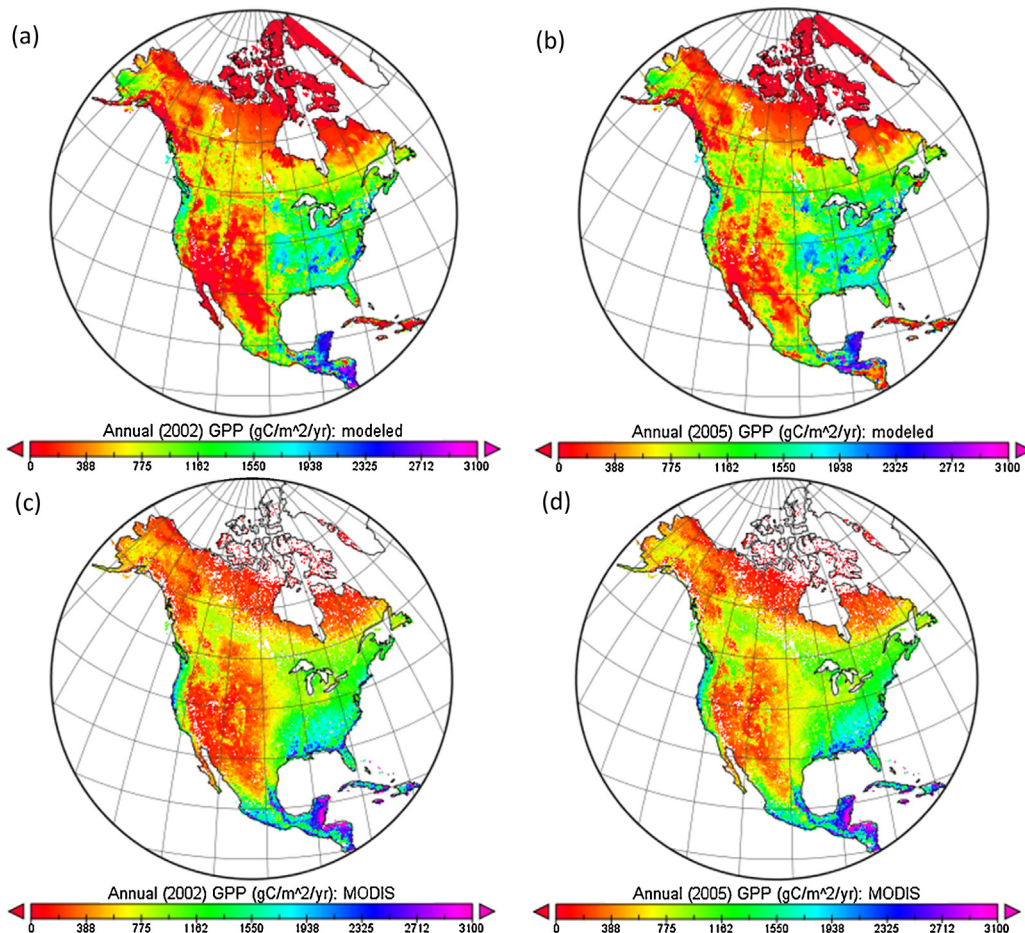 (a)
(b)
Annual (2002) GPP (gC/m^2/yr): modeled
0 388 775 1162 1550 1938 2325 2712 3100
Annual (2005) GPP (gC/m^2/yr): modeled
0 388 775 1162 1550 1938 2325 2712 3100
(c)
(d)
Annual (2002) GPP (gC/m^2/yr): MODIS
0 388 775 1162 1550 1938 2325 2712 3100
Annual (2005) GPP (gC/m^2/yr): MODIS
0 388 775 1162 1550 1938 2325 2712 3100